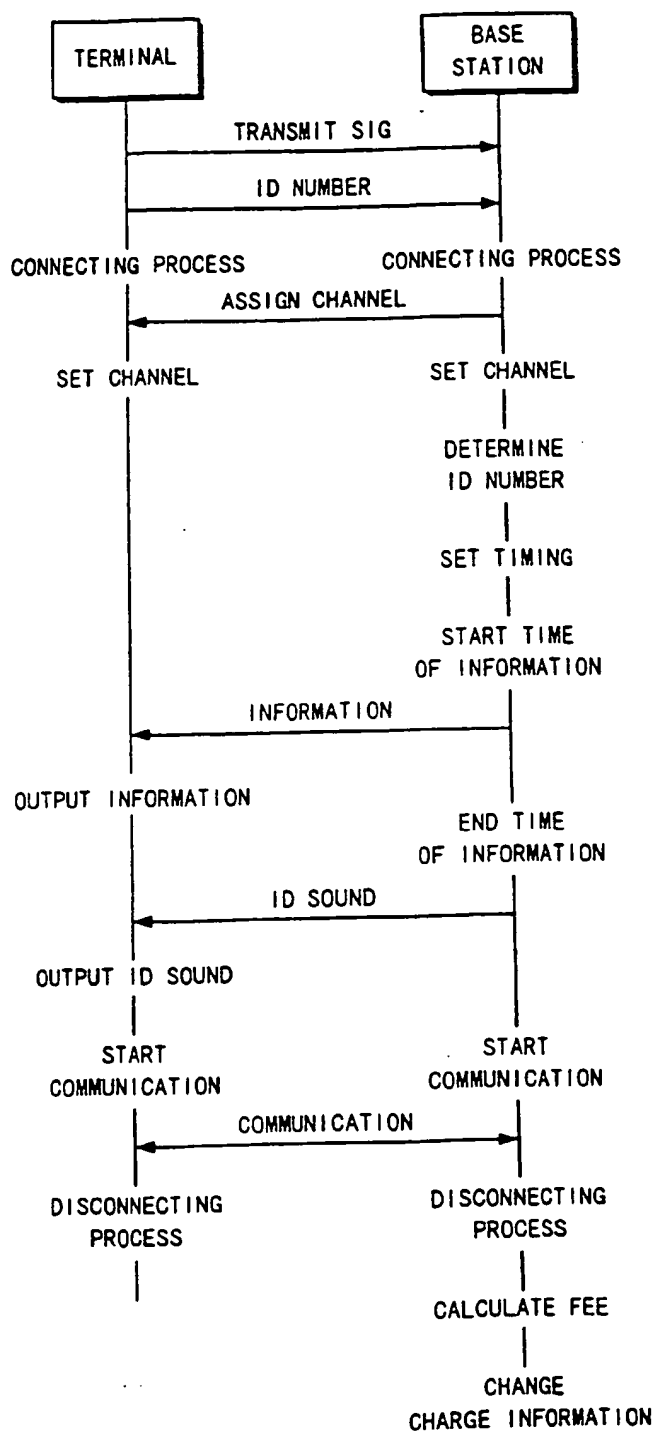 TERMINAL
BASE
STATION
TRANSMIT SIG
ID NUMBER
CONNECTING PROCESS
CONNECTING PROCESS
ASSIGN CHANNEL
SET CHANNEL
SET CHANNEL
DETERMINE
ID NUMBER
SET TIMING
START TIME
OF INFORMATION
INFORMATION
OUTPUT INFORMATION
END TIME
OF INFORMATION
ID SOUND
OUTPUT ID SOUND
START
COMMUNICATION
START
COMMUNICATION
COMMUNICATION
DISCONNECTING
PROCESS
DISCONNECTING
PROCESS
CALCULATE FEE
CHANGE
CHARGE INFORMATION